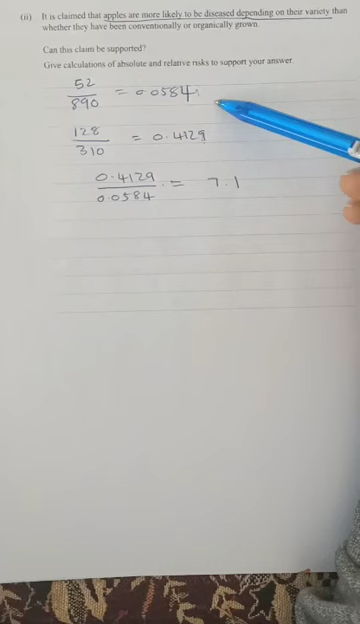 (ii) It is claimed that apples are more likely to be diseased depending on their variety than
whether they have been conventionally or organically grown.
Can this claim be supported?
Give calculations of absolute and relative risks to support your answer.
52/890 = 0.0584
128/310 = 0.4129
0.4129/0.0584 = 7.1